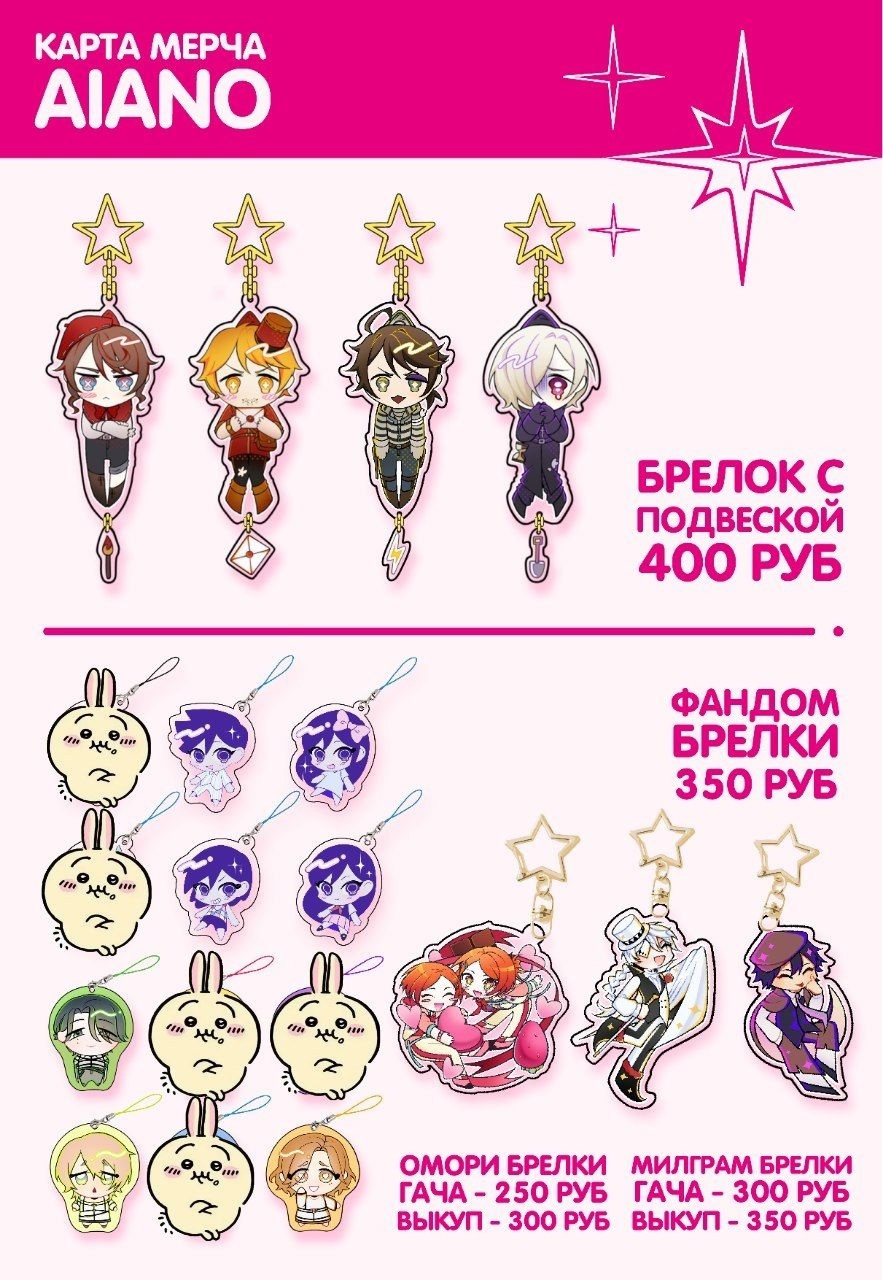 КАРТА МЕРЧА
AIANO
БРЕЛОК С
ПОДВЕСКОЙ
400 РУБ
ФАНДОМ
БРЕЛКИ
350 РУБ
ОМОРИ БРЕЛКИ
ГАЧА - 250 РУБ
ВЫКУП - 300 РУБ
МИЛГРАМ БРЕЛКИ
ГАЧА - 300 РУБ
ВЫКУП - 350 РУБ